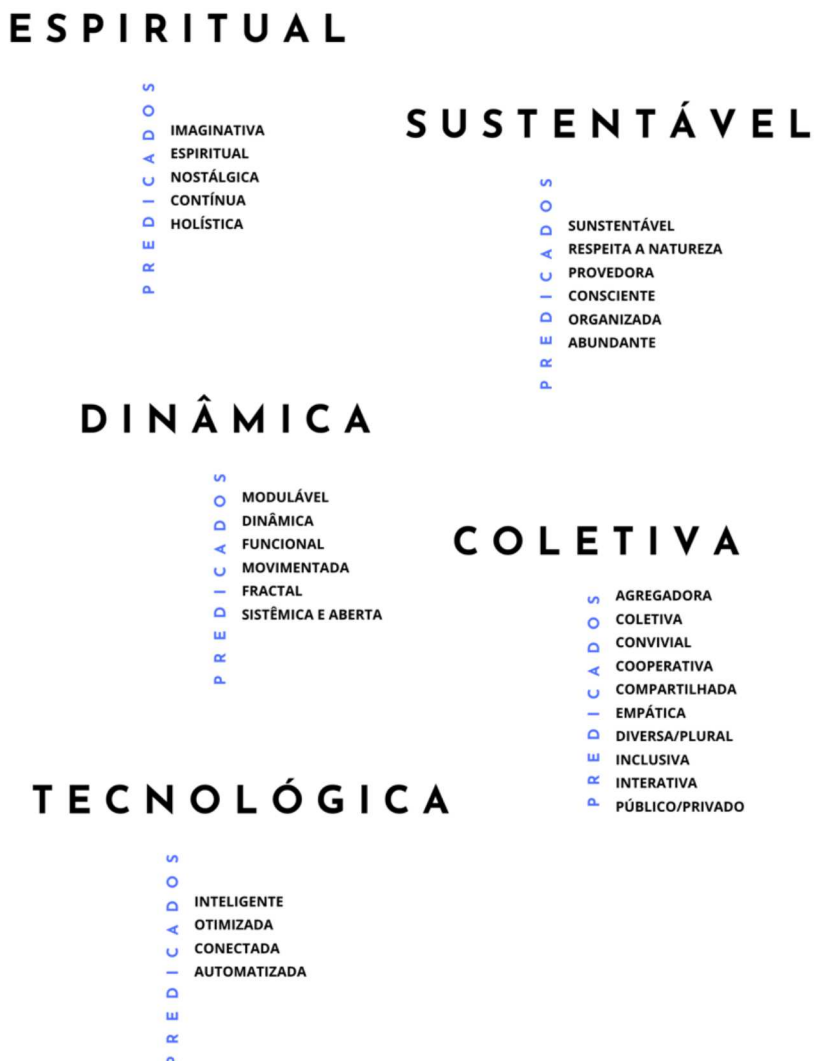 ESPIRITUAL
PREDICADOS
IMAGINATIVA
ESPIRITUAL
NOSTÁLGICA
CONTÍNUA
HOLÍSTICA
SUSTENTÁVEL
PREDICADOS
SUNSTENTÁVEL
RESPEITA A NATUREZA
PROVEDORA
CONSCIENTE
ORGANIZADA
ABUNDANTE
DINÂMICA
PREDICADOS
MODULÁVEL
DINÂMICA
FUNCIONAL
MOVIMENTADA
FRACTAL
SISTÊMICA E ABERTA
COLETIVA
PREDICADOS
AGREGADORA
COLETIVA
CONVIVIAL
COOPERATIVA
COMPARTILHADA
EMPÁTICA
DIVERSA/PLURAL
INCLUSIVA
INTERATIVA
PÚBLICO/PRIVADO
TECNOLÓGICA
PREDICADOS
INTELIGENTE
OTIMIZADA
CONECTADA
AUTOMATIZADA